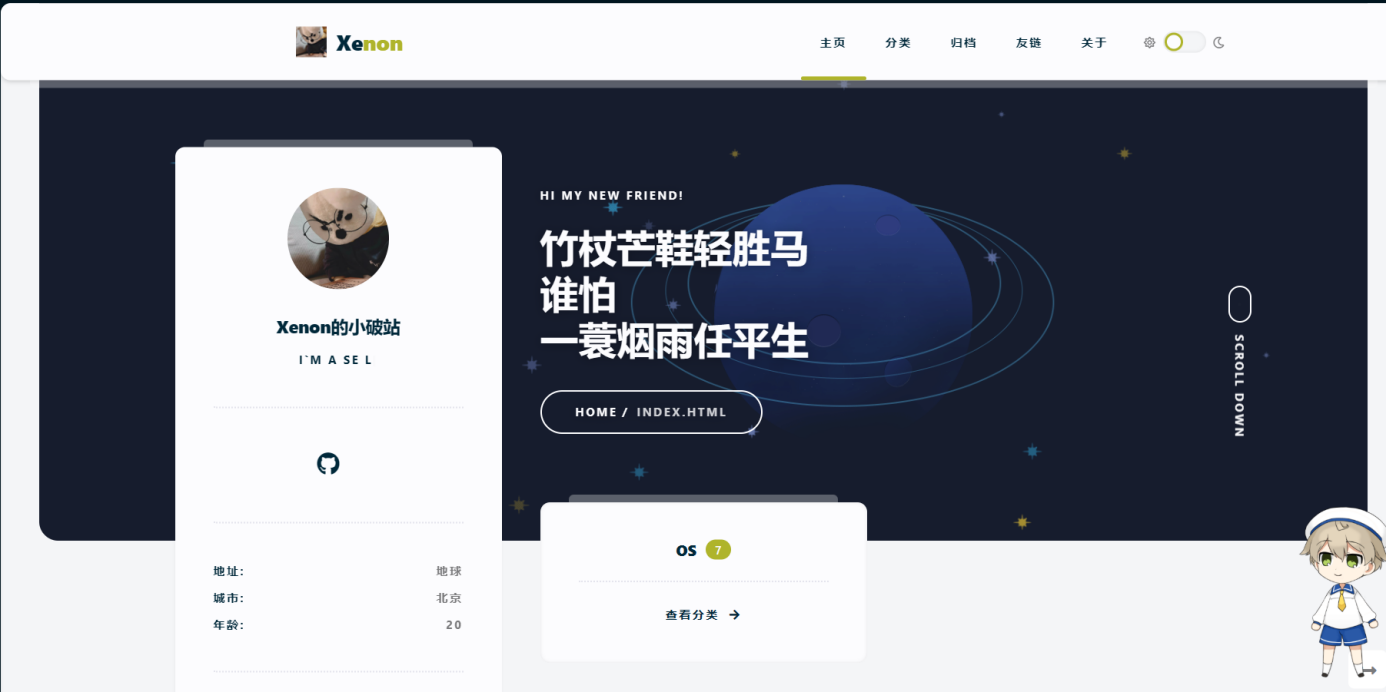 Xenon
主页 分类 归档 友链 关于
Xenon的小破站
I`M A SE L
地址: 地球
城市: 北京
年龄: 20
HI MY NEW FRIEND!
竹杖芒鞋轻胜马
谁怕
一蓑烟雨任平生
HOME / INDEX.HTML
OS 7
查看分类
SCROLL DOWN